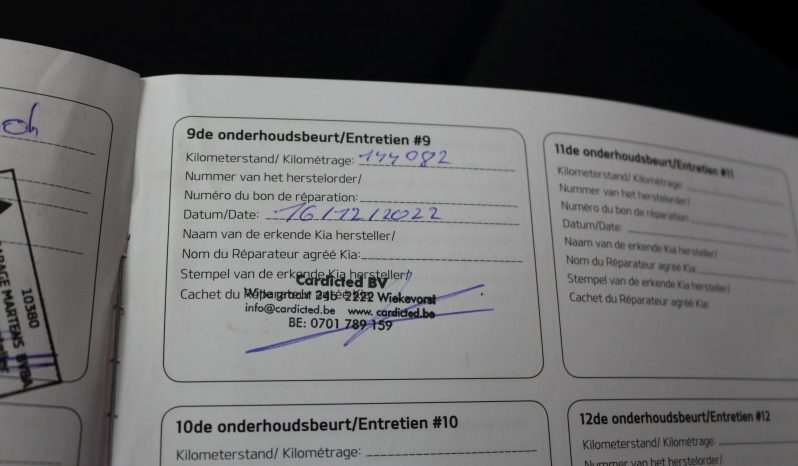 ch
10380
GARAGE MARTENS BVBA
9de onderhoudsbeurt/Entretien #9
Kilometerstand/ Kilométrage: 144082
Nummer van het herstelorder/
Numéro du bon de réparation:
Datum/Date: 16/12/2022
Naam van de erkende Kia hersteller/
Nom du Réparateur agréé Kia:
Stempel van de erkende Kia hersteller/
Cachet du Réparateur agréé Kia:
Cardicted BV
24b 2222 Wiekevorst
info@cardicted.be www.cardicted.be
BE: 0701 789 159
10de onderhoudsbeurt/Entretien #10
Kilometerstand/ Kilométrage:
11de onderhoudsbeurt/Entretien #11
Kilometerstand/ Kilométrage:
Nummer van het herstelorder/
Numéro du bon de réparation:
Datum/Date:
Naam van de erkende Kia hersteller/
Nom du Réparateur agréé Kia:
Stempel van de erkende Kia hersteller/
Cachet du Réparateur agréé Kia:
12de onderhoudsbeurt/Entretien #12
Kilometerstand/ Kilométrage:
Nummer van het herstelorder/